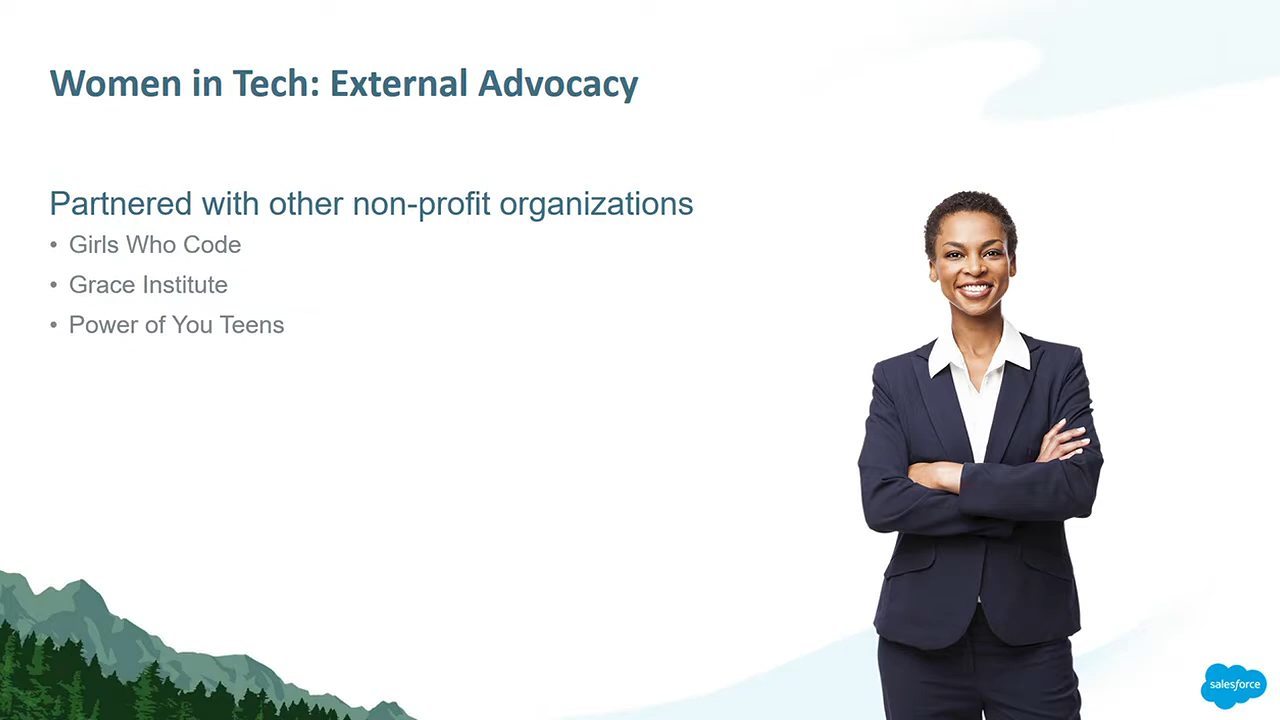 Women in Tech: External Advocacy
Partnered with other non-profit organizations
• Girls Who Code
• Grace Institute
• Power of You Teens
salesforce